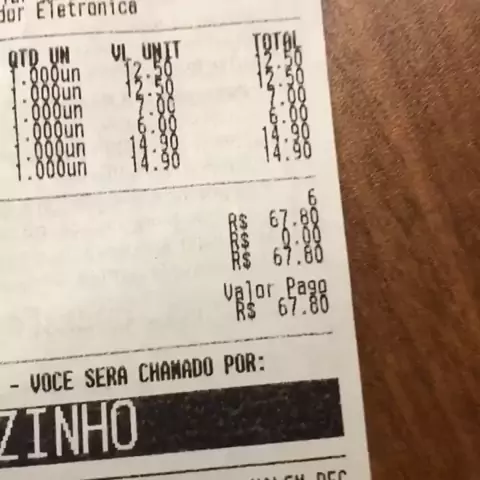 dor Eletronica
QTD UN VL UNIT TOTAL
1.000un 12.50 12.50
1.000un 12.50 12.50
1.000un 7.00 7.00
1.000un 6.00 6.00
1.000un 14.90 14.90
1.000un 14.90 14.90
6
R$ 67.80
R$ 0.00
R$ 67.80
Valor Pago
R$ 67.80
- VOCE SERA CHAMADO POR:
ZINHO